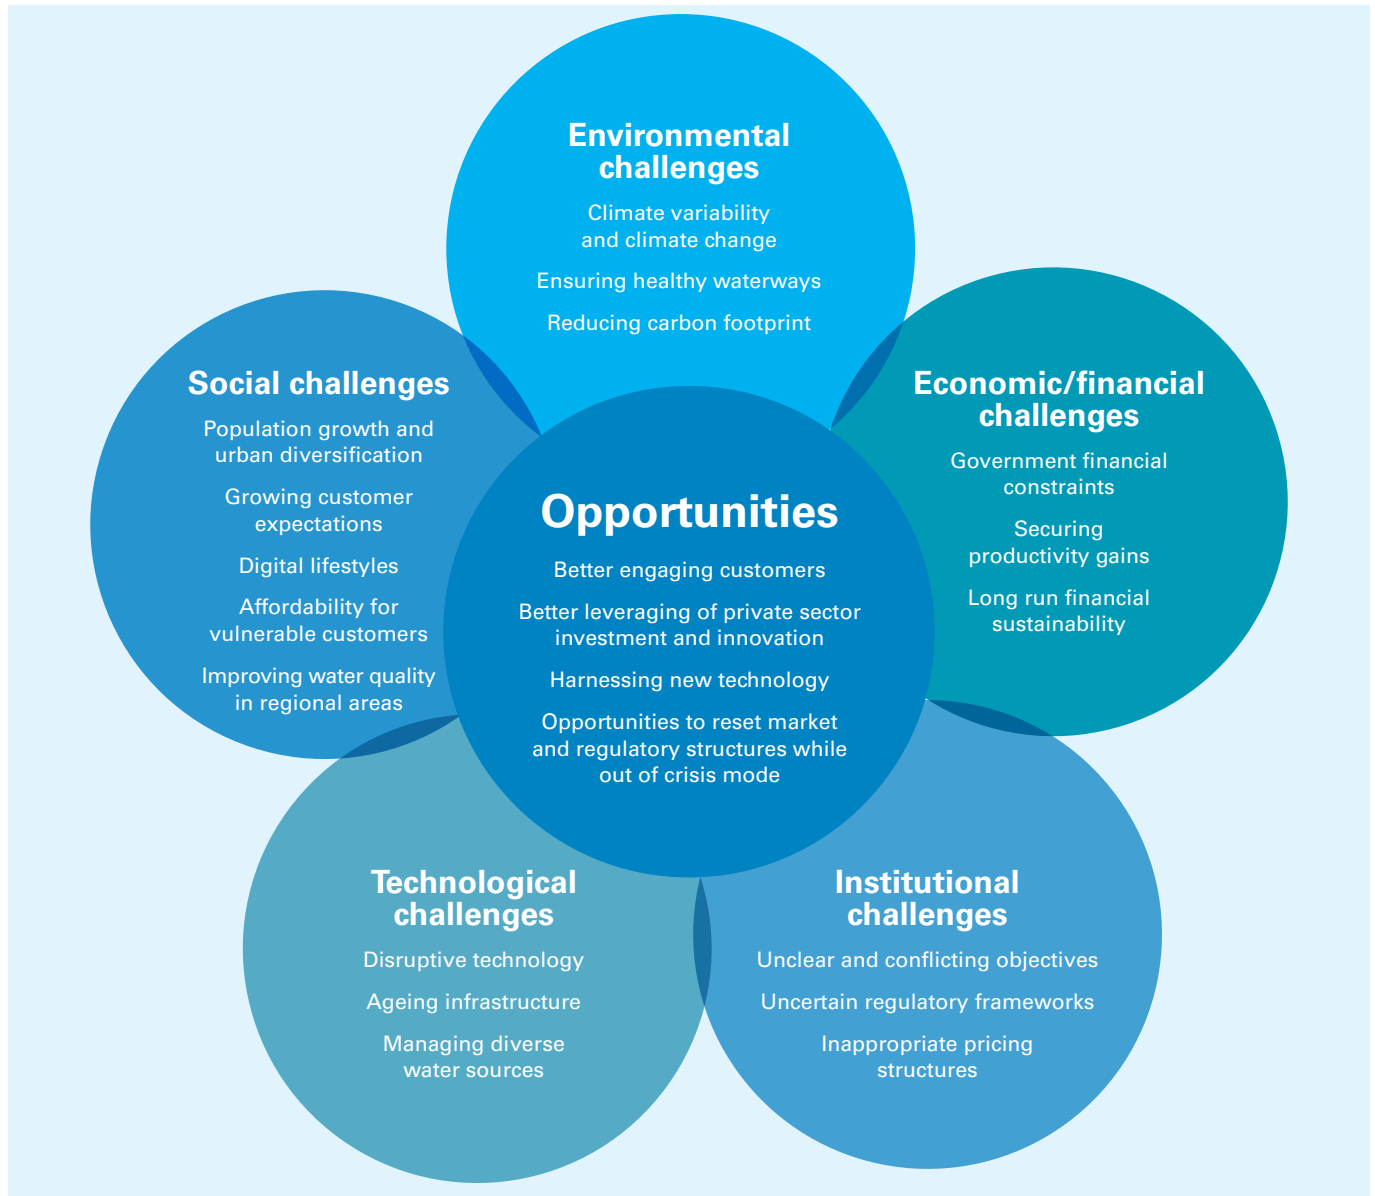 Environmental
challenges
Climate variability
and climate change
Ensuring healthy waterways
Reducing carbon footprint
Social challenges
Population growth and
urban diversification
Growing customer
expectations
Digital lifestyles
Affordability for
vulnerable customers
Improving water quality
in regional areas
Economic/financial
challenges
Government financial
constraints
Securing
productivity gains
Long run financial
sustainability
Opportunities
Better engaging customers
Better leveraging of private sector
investment and innovation
Harnessing new technology
Opportunities to reset market
and regulatory structures while
out of crisis mode
Technological
challenges
Disruptive technology
Ageing infrastructure
Managing diverse
water sources
Institutional
challenges
Unclear and conflicting objectives
Uncertain regulatory frameworks
Inappropriate pricing
structures